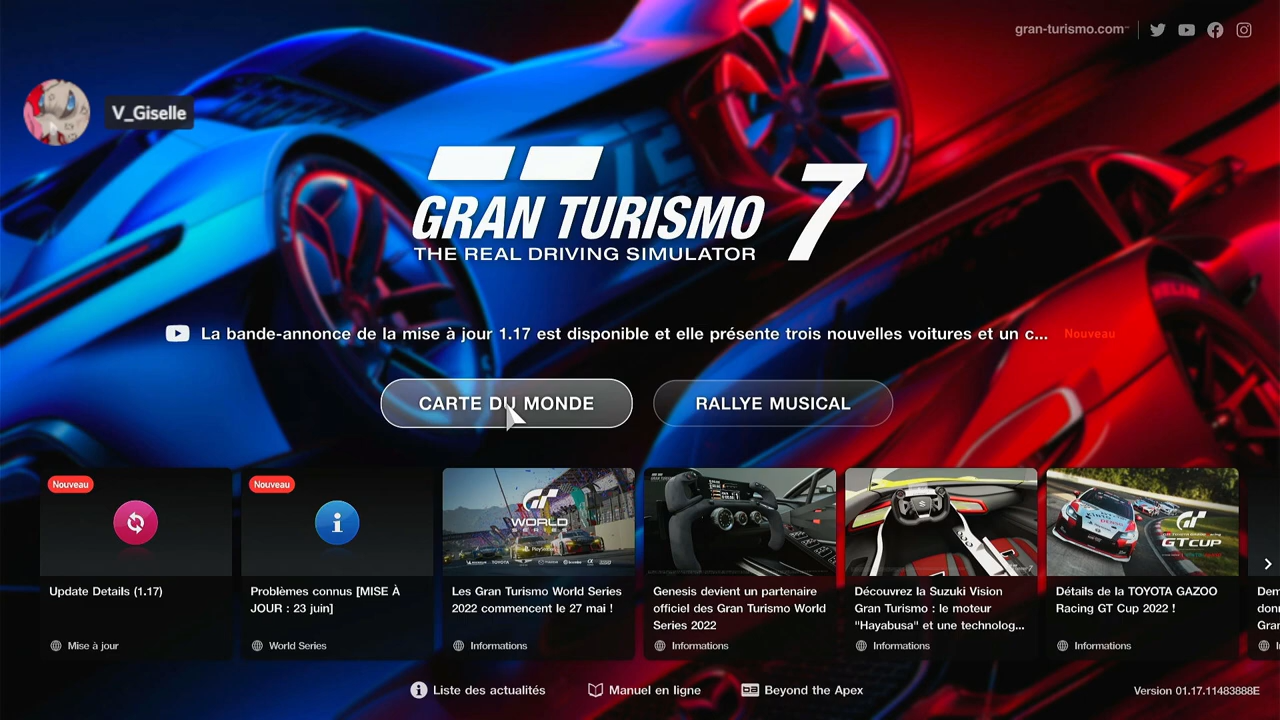 gran-turismo.com
V_Giselle
GRAN TURISMO 7
THE REAL DRIVING SIMULATOR
La bande-annonce de la mise à jour 1.17 est disponible et elle présente trois nouvelles voitures et un c...
Nouveau
CARTE DU MONDE
RALLYE MUSICAL
Nouveau
Update Details (1.17)
Mise à jour
Nouveau
Problèmes connus [MISE À
JOUR : 23 juin]
World Series
GT
WORLD
SERIES
Les Gran Turismo World Series
2022 commencent le 27 mai !
Informations
Genesis devient un partenaire
officiel des Gran Turismo World
Series 2022
Informations
Découvrez la Suzuki Vision
Gran Turismo : le moteur
"Hayabusa" et une technolog...
Informations
GT CUP
Détails de la TOYOTA GAZOO
Racing GT Cup 2022 !
Informations
Liste des actualités
Manuel en ligne
Beyond the Apex
Version 01.17.11483888E